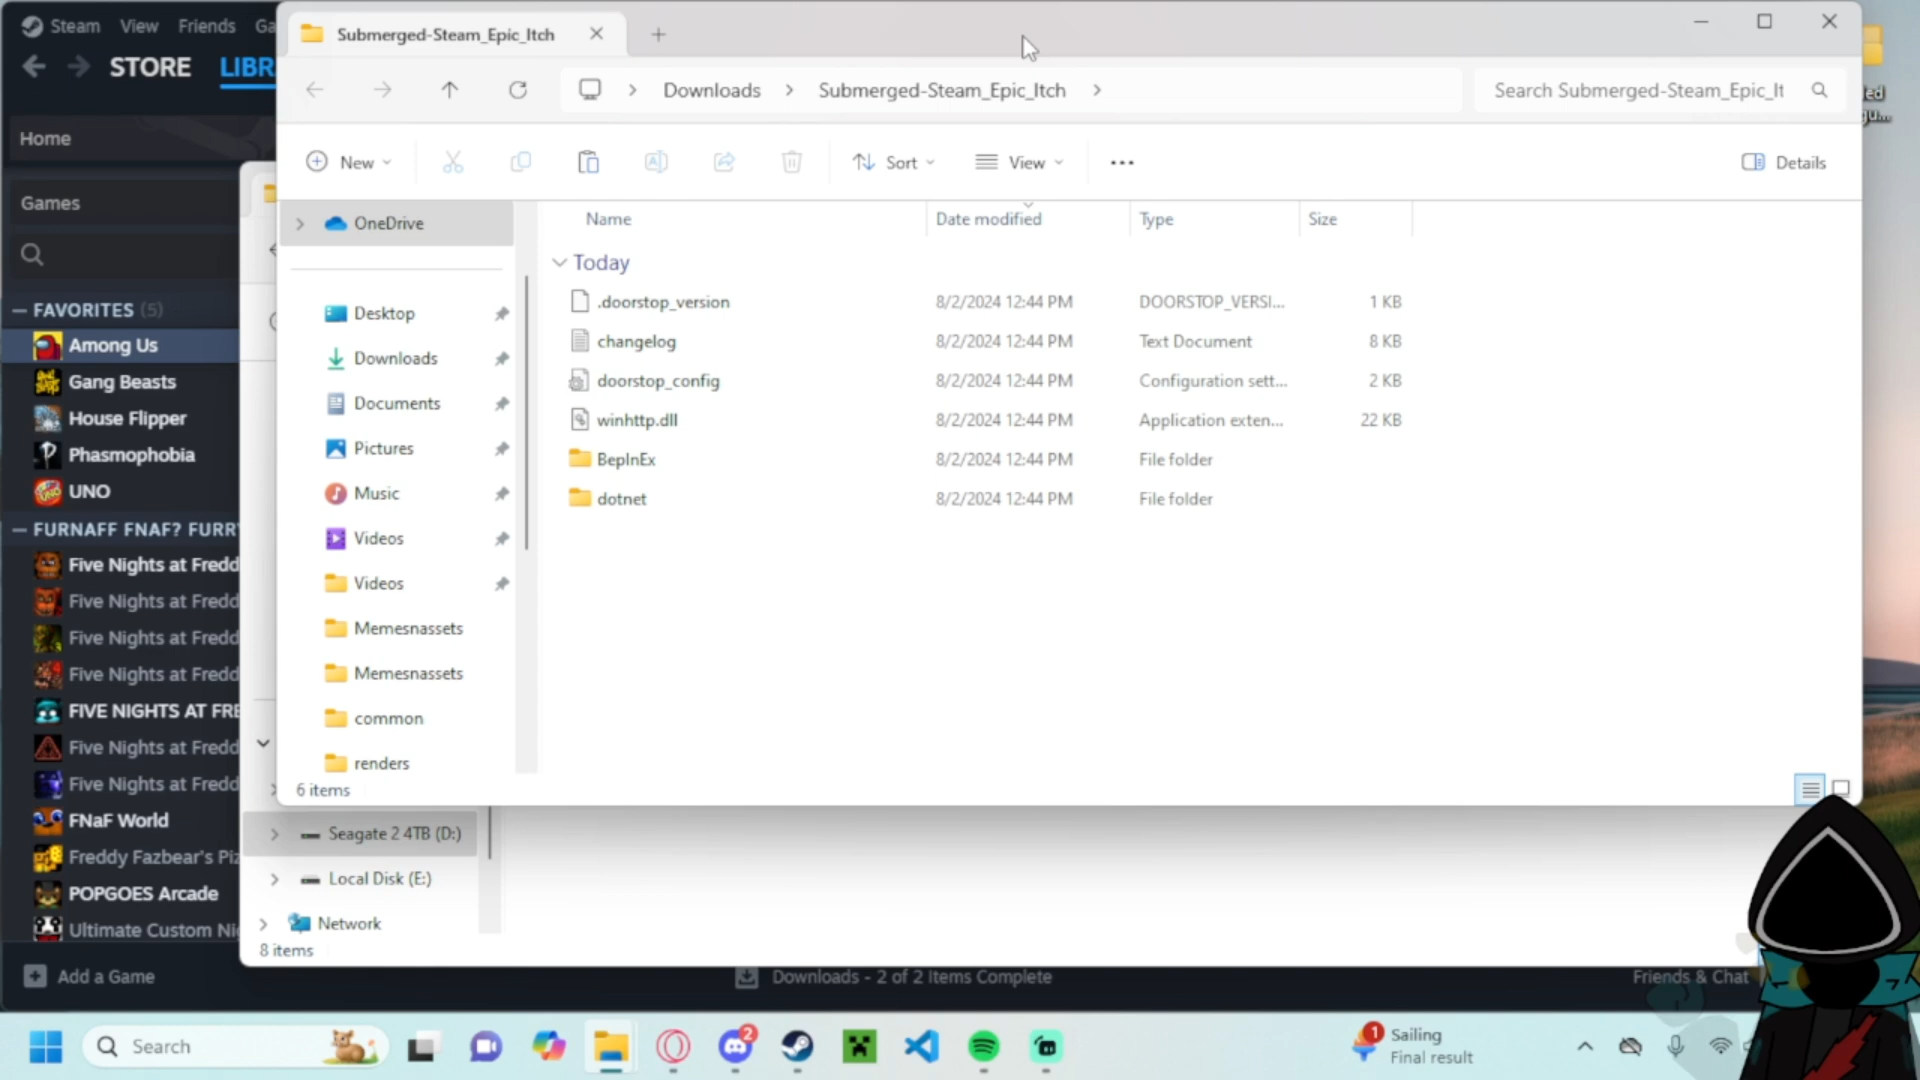 Steam View Friends Ga
STORE LIBR
Home
Games
FAVORITES (5)
Among Us
Gang Beasts
House Flipper
Phasmophobia
UNO
FURNAFF FNAF? FURRY
Five Nights at Fredd
Five Nights at Fredd
Five Nights at Fredd
Five Nights at Fredd
FIVE NIGHTS AT FRE
Five Nights at Fredd
Five Nights at Fredd
FNaF World
Freddy Fazbear's Piz
POPGOES Arcade
Ultimate Custom Nig
Add a Game
Downloads - 2 of 2 Items Complete
Friends & Chat
Submerged-Steam_Epic_Itch
Downloads > Submerged-Steam_Epic_Itch >
Search Submerged-Steam_Epic_It
New
Sort
View
Details
OneDrive
Desktop
Downloads
Documents
Pictures
Music
Videos
Videos
Memesnassets
Memesnassets
common
renders
6 items
Name Date modified Type Size
Today
.doorstop_version 8/2/2024 12:44 PM DOORSTOP_VERSI... 1 KB
changelog 8/2/2024 12:44 PM Text Document 8 KB
doorstop_config 8/2/2024 12:44 PM Configuration sett... 2 KB
winhttp.dll 8/2/2024 12:44 PM Application exten... 22 KB
BepInEx 8/2/2024 12:44 PM File folder
dotnet 8/2/2024 12:44 PM File folder
Seagate 2 4TB (D:)
Local Disk (E:)
Network
8 items
Search
2
1
Sailing
Final result